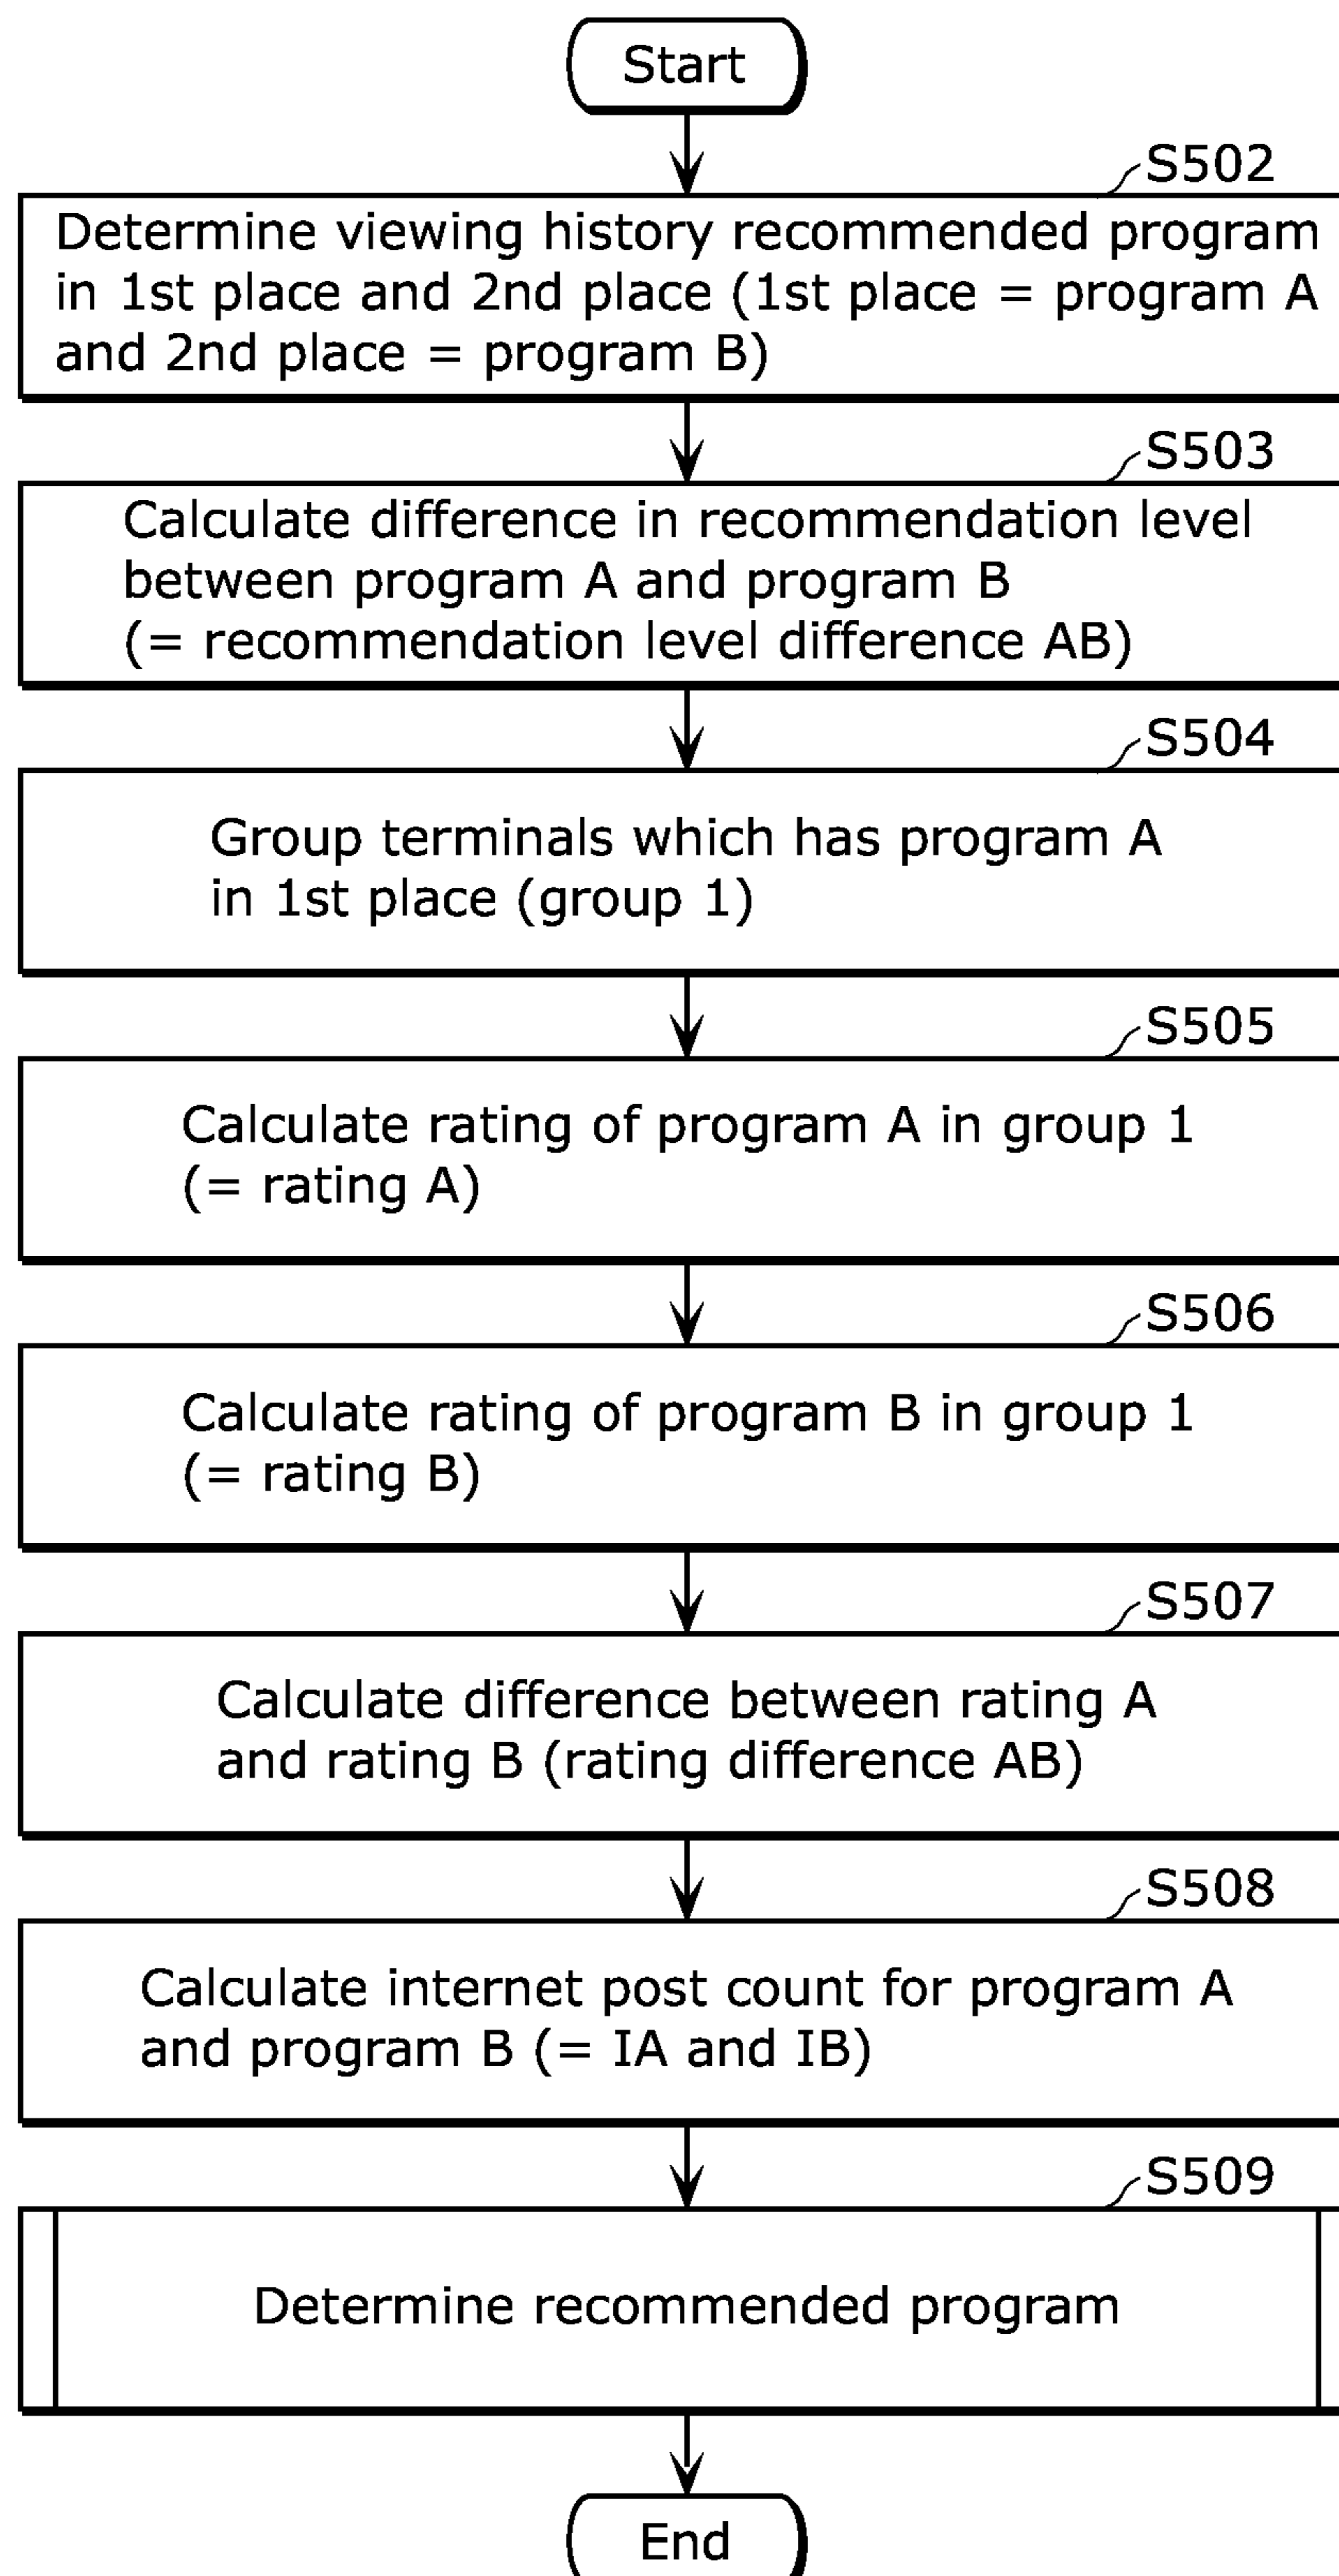 Start
S502
Determine viewing history recommended program
in 1st place and 2nd place (1st place = program A
and 2nd place = program B)
S503
Calculate difference in recommendation level
between program A and program B
(= recommendation level difference AB)
S504
Group terminals which has program A
in 1st place (group 1)
S505
Calculate rating of program A in group 1
(= rating A)
S506
Calculate rating of program B in group 1
(= rating B)
S507
Calculate difference between rating A
and rating B (rating difference AB)
S508
Calculate internet post count for program A
and program B (= IA and IB)
S509
Determine recommended program
End